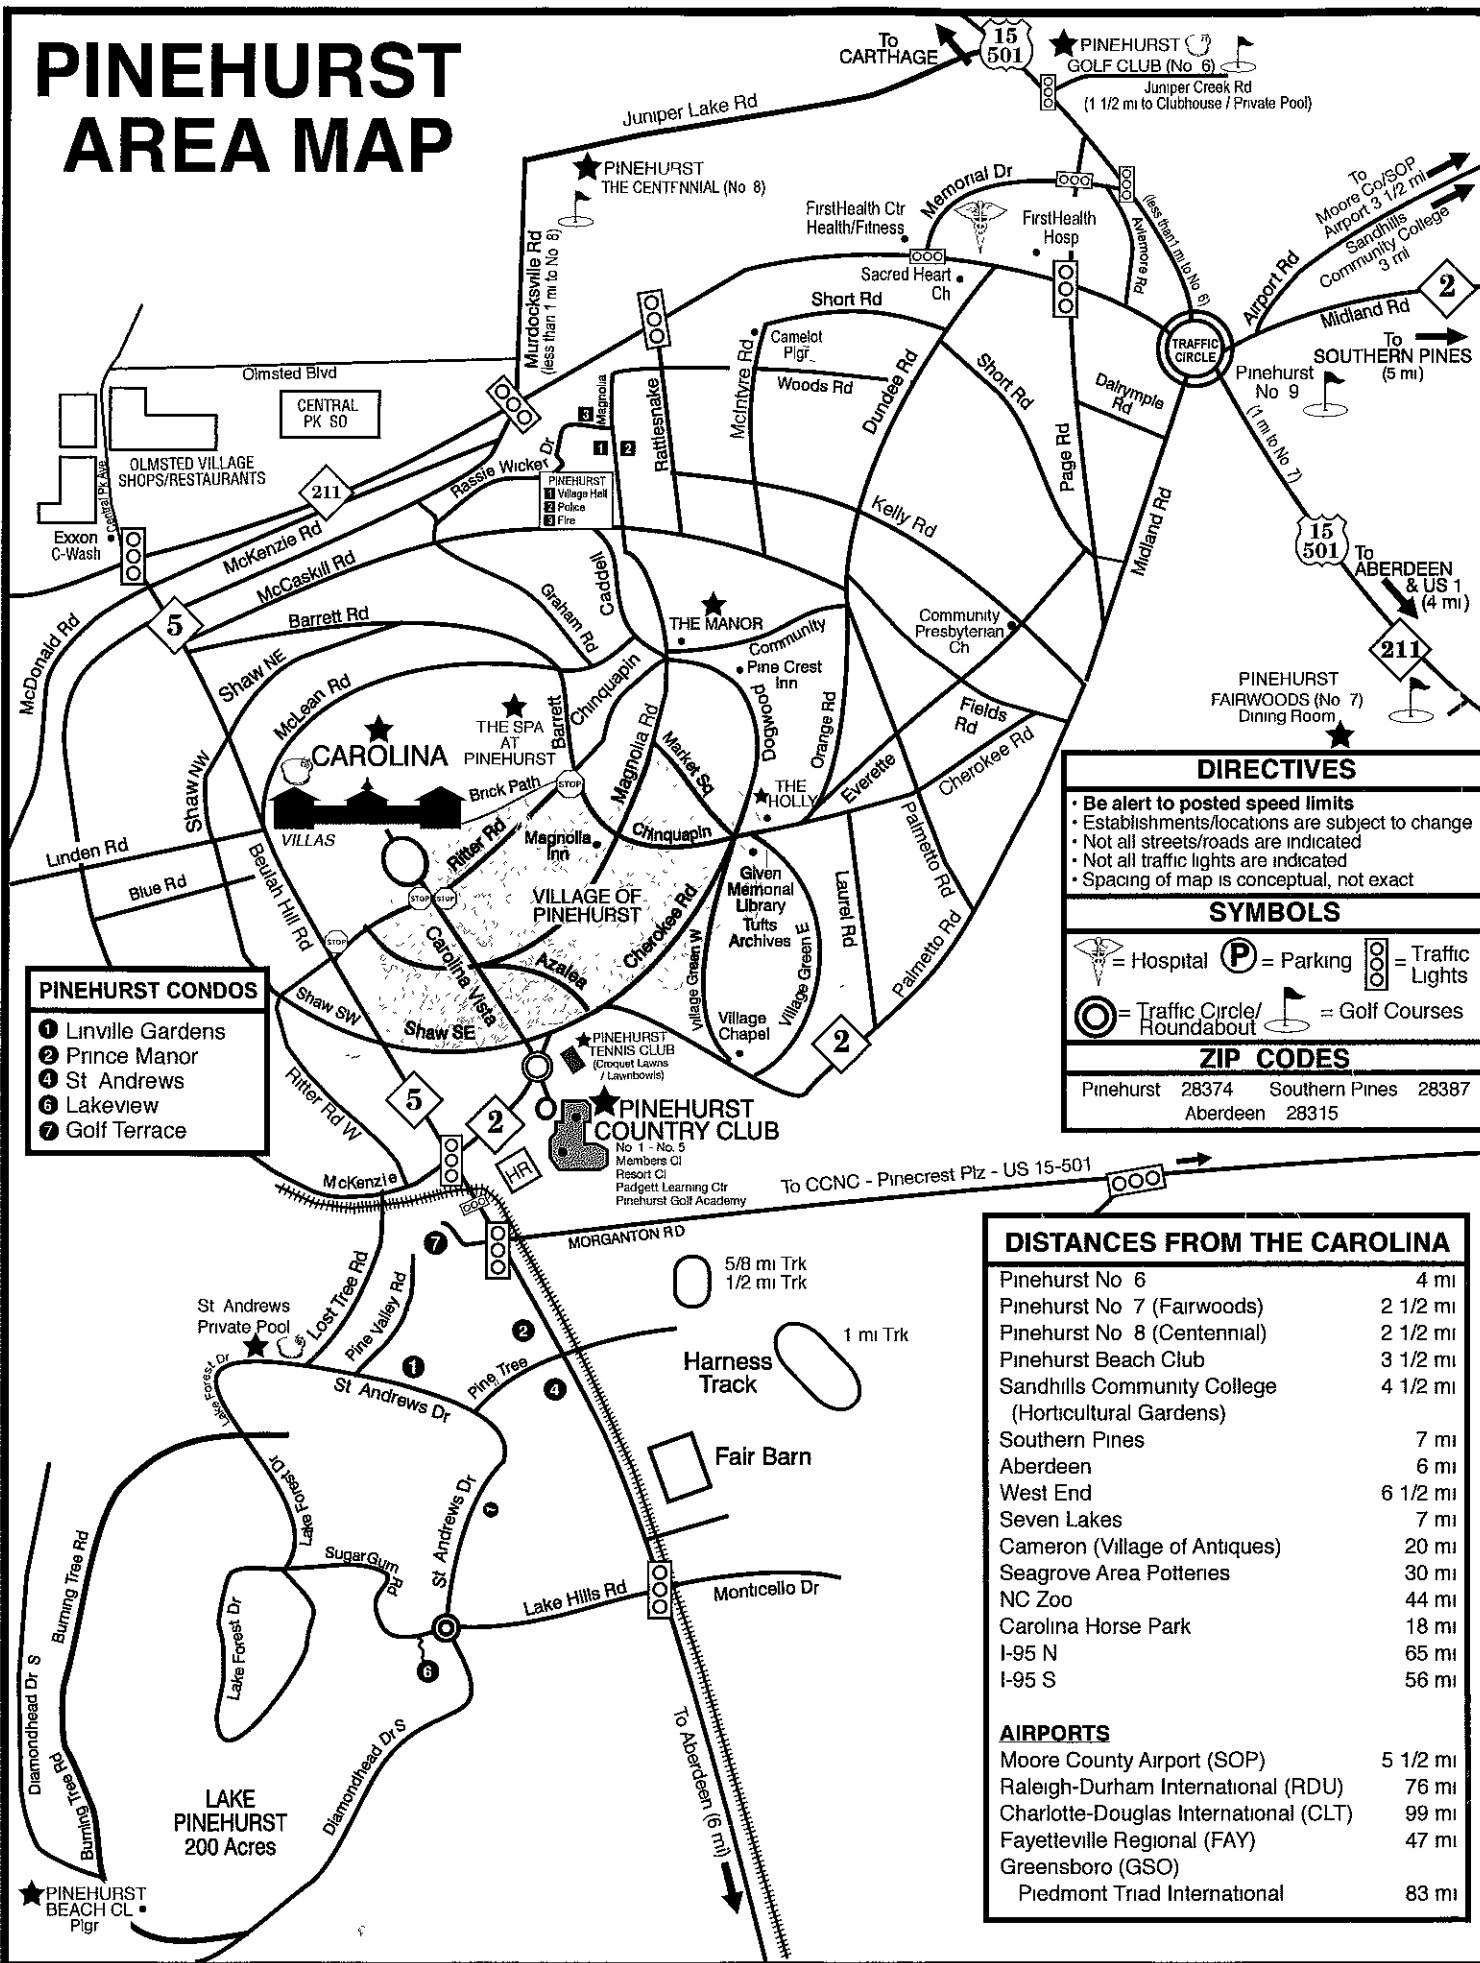 PINEHURST
AREA MAP
To
CARTHAGE
15
501
PINEHURST
GOLF CLUB (No 6)
Juniper Creek Rd
(1 1/2 mi to Clubhouse / Private Pool)
Juniper Lake Rd
PINEHURST
THE CENTENNIAL (No 8)
Murdocksville Rd
(less than 1 mi to No 8)
Memorial Dr
FirstHealth Ctr
Health/Fitness
FirstHealth
Hosp
Sacred Heart
Ch
Aviemore Rd
(less than 1 mi to No 6)
To
Moore Co/SOP
Airport 3 1/2 mi
Sandhills
Community College
3 mi
Airport Rd
Midland Rd
2
To
SOUTHERN PINES
(5 mi)
TRAFFIC
CIRCLE
Pinehurst
No 9
(1 mi to No 7)
Short Rd
Camelot
Plgr
Woods Rd
McIntyre Rd
Dundee Rd
Short Rd
Dalrymple
Rd
Page Rd
Midland Rd
Olmsted Blvd
CENTRAL
PK SO
OLMSTED VILLAGE
SHOPS/RESTAURANTS
Central Pk Ave
Exxon
C-Wash
211
Magnolia
3
1
2
Rattlesnake
Rassie Wicker Dr
PINEHURST
1 Village Hall
2 Police
3 Fire
Kelly Rd
15
501
To
ABERDEEN
& US 1
(4 mi)
211
McKenzie Rd
McCaskill Rd
McDonald Rd
5
Barrett Rd
Graham Rd
Caddell
THE MANOR
Community
Community
Presbyterian
Ch
Pine Crest
Inn
Shaw NE
McLean Rd
Chinquapin
Barrett
Dogwood
Orange Rd
Fields
Rd
Cherokee Rd
PINEHURST
FAIRWOODS (No 7)
Dining Room
THE SPA
AT
PINEHURST
Magnolia Rd
Market Sq
CAROLINA
VILLAS
Brick Path
STOP
THE
HOLLY
Everette
Shaw NW
Linden Rd
Blue Rd
Beulah Hill Rd
Ritter Rd
Magnolia
Inn
Chinquapin
VILLAGE OF
PINEHURST
Given
Memorial
Library
Tufts
Archives
Laurel Rd
Palmetto Rd
Palmetto Rd
STOP
STOP
STOP
Carolina Vista
Azalea
Cherokee Rd
Village Green W
Village Green E
Village
Chapel
2
Shaw SW
Shaw SE
PINEHURST
TENNIS CLUB
(Croquet Lawns
/ Lawnbowls)
DIRECTIVES
• Be alert to posted speed limits
• Establishments/locations are subject to change
• Not all streets/roads are indicated
• Not all traffic lights are indicated
• Spacing of map is conceptual, not exact
SYMBOLS
= Hospital
P
= Parking
= Traffic
Lights
= Traffic Circle/
Roundabout
= Golf Courses
ZIP CODES
Pinehurst 28374 Southern Pines 28387
Aberdeen 28315
PINEHURST CONDOS
1 Linville Gardens
2 Prince Manor
4 St Andrews
6 Lakeview
7 Golf Terrace
Ritter Rd W
5
2
HR
McKenzie
PINEHURST
COUNTRY CLUB
No 1 - No. 5
Members Cl
Resort Cl
Padgett Learning Ctr
Pinehurst Golf Academy
To CCNC - Pinecrest Plz - US 15-501
MORGANTON RD
7
5/8 mi Trk
1/2 mi Trk
1 mi Trk
Harness
Track
Fair Barn
St Andrews
Private Pool
Lost Tree Rd
Pine Valley Rd
1
2
4
Pine Tree
St Andrews Dr
Lake Forest Dr
Lake Forest Dr
St Andrews Dr
7
Sugar Gum
Rd
Lake Hills Rd
Monticello Dr
6
Lake Forest Dr
Burning Tree Rd
Diamondhead Dr S
Burning Tree Rd
Diamondhead Dr S
LAKE
PINEHURST
200 Acres
PINEHURST
BEACH CL
Plgr
To Aberdeen (6 mi)
DISTANCES FROM THE CAROLINA
Pinehurst No 6 4 mi
Pinehurst No 7 (Fairwoods) 2 1/2 mi
Pinehurst No 8 (Centennial) 2 1/2 mi
Pinehurst Beach Club 3 1/2 mi
Sandhills Community College 4 1/2 mi
(Horticultural Gardens)
Southern Pines 7 mi
Aberdeen 6 mi
West End 6 1/2 mi
Seven Lakes 7 mi
Cameron (Village of Antiques) 20 mi
Seagrove Area Potteries 30 mi
NC Zoo 44 mi
Carolina Horse Park 18 mi
I-95 N 65 mi
I-95 S 56 mi
AIRPORTS
Moore County Airport (SOP) 5 1/2 mi
Raleigh-Durham International (RDU) 76 mi
Charlotte-Douglas International (CLT) 99 mi
Fayetteville Regional (FAY) 47 mi
Greensboro (GSO)
Piedmont Triad International 83 mi